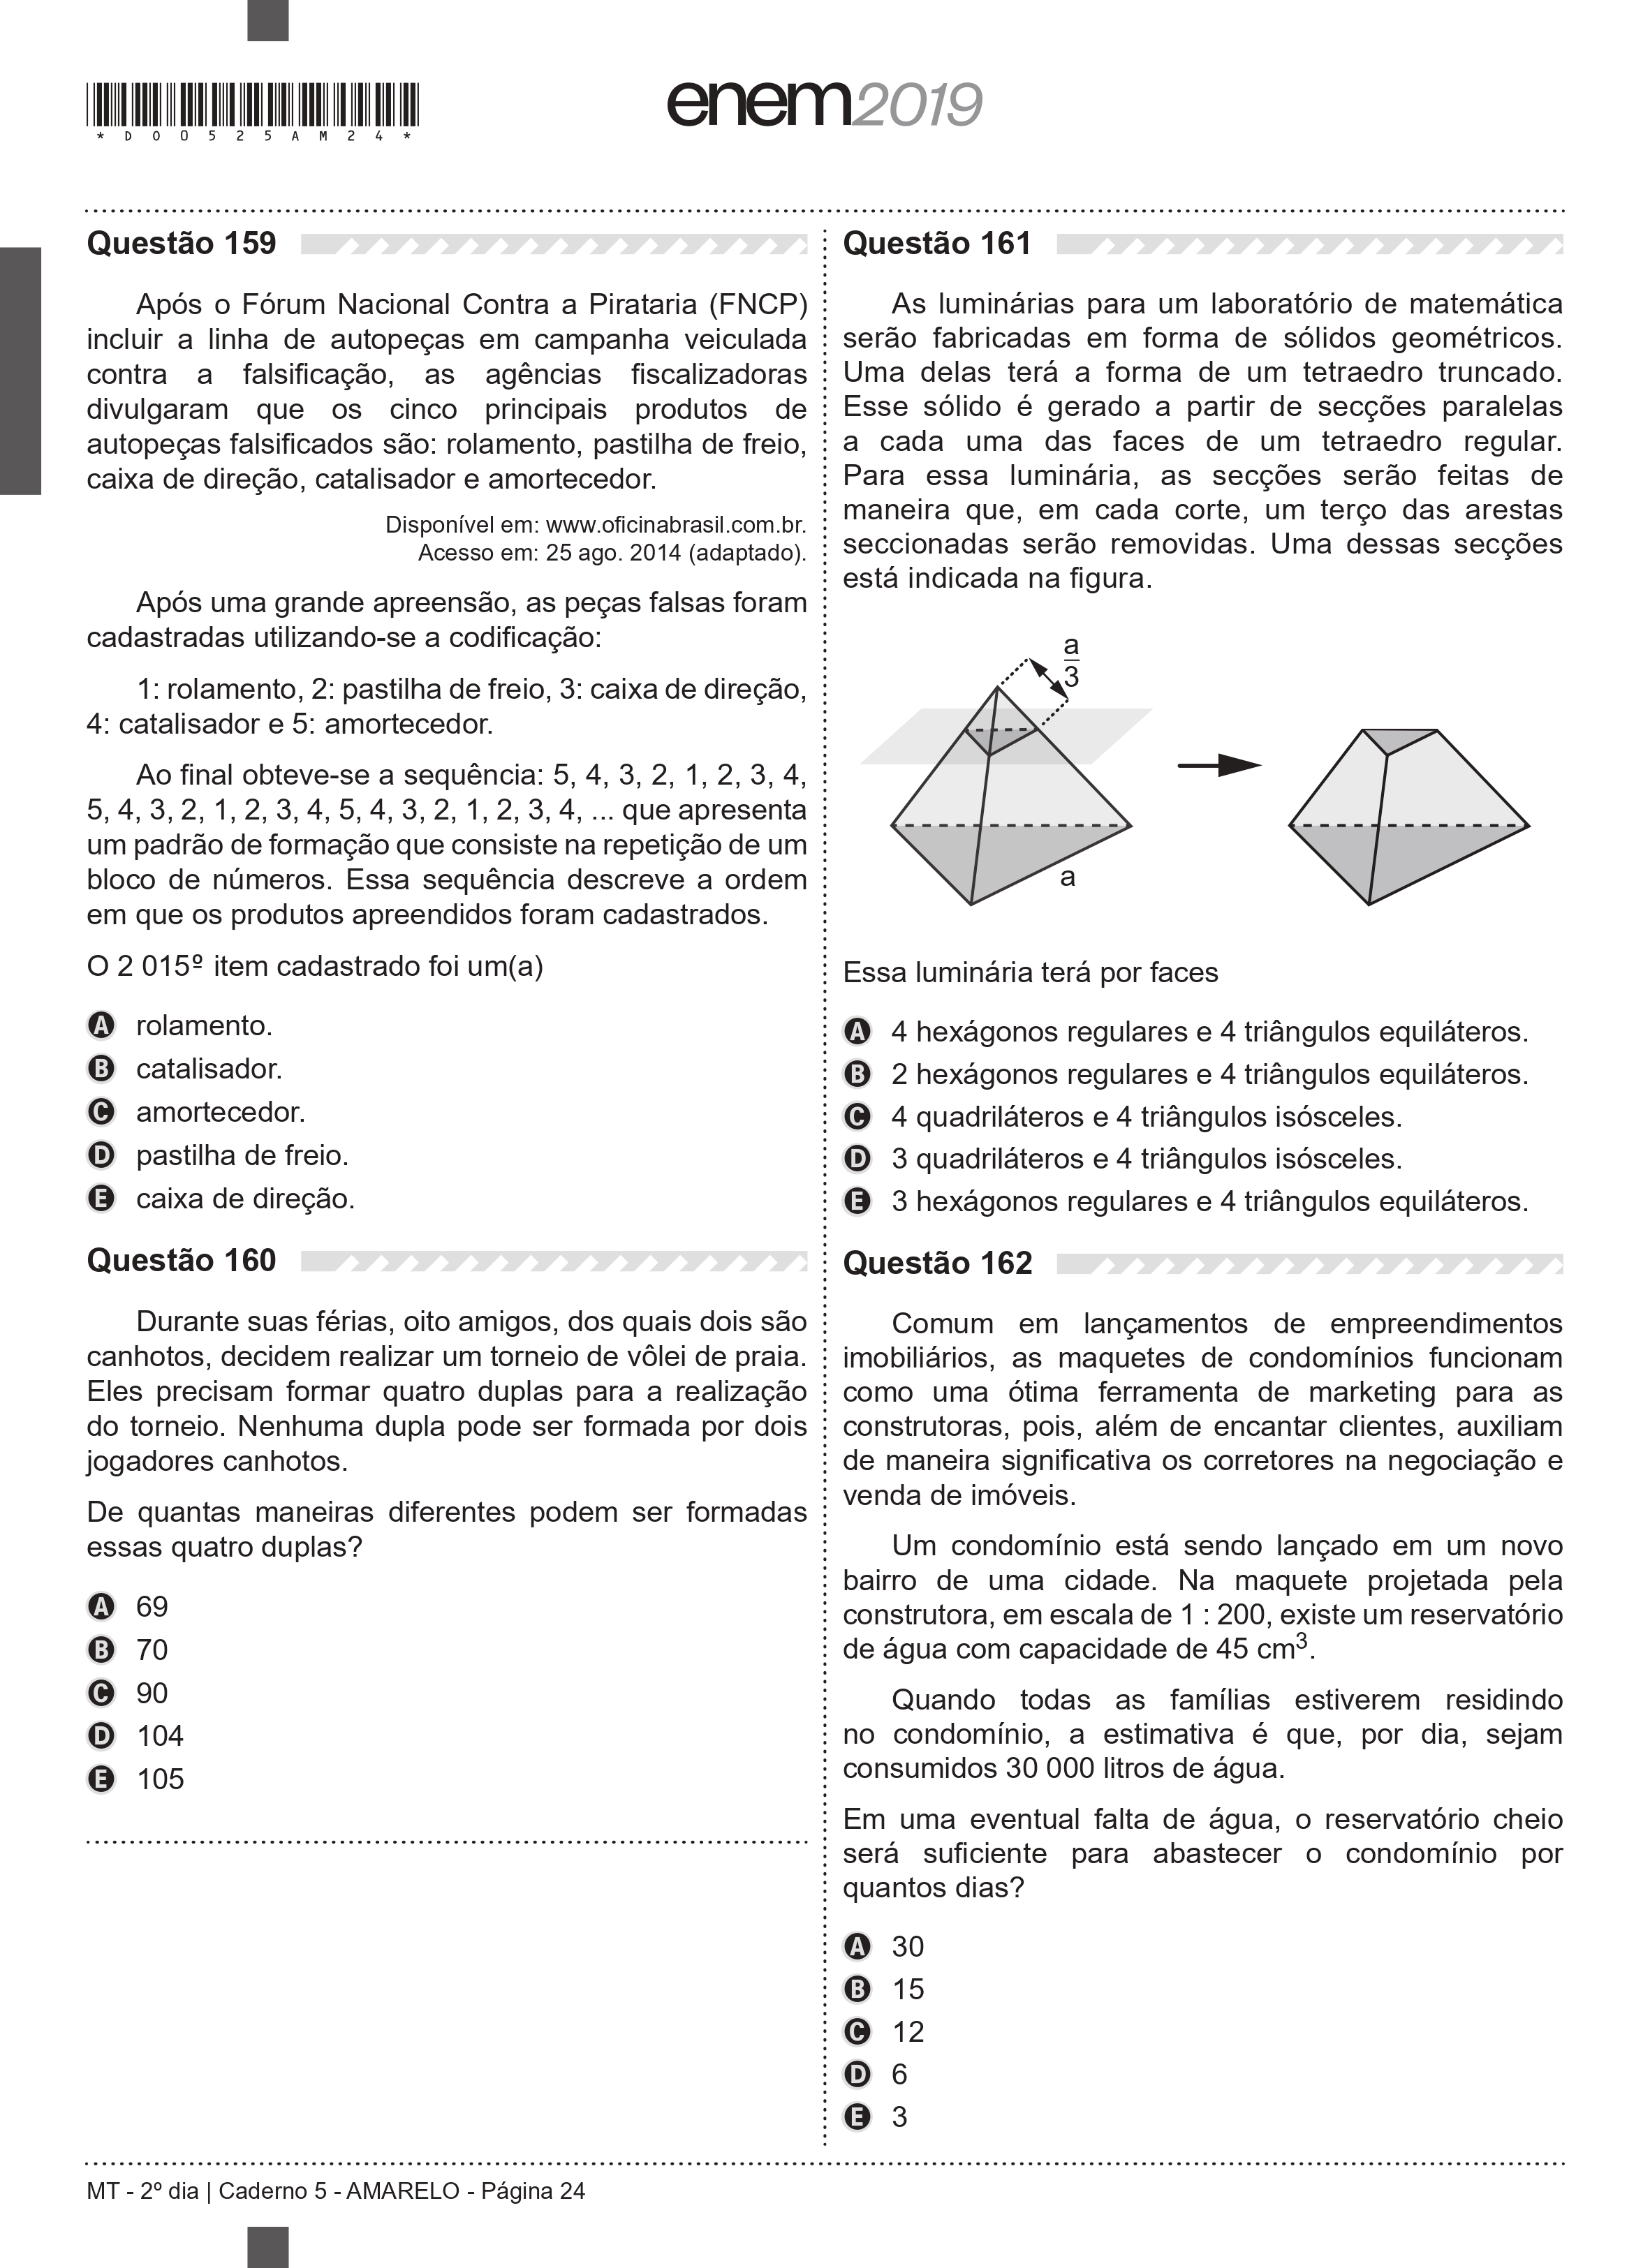 * D 0 0 5 2 5 A M 2 4 *
enem2019
Questão 159
Após o Fórum Nacional Contra a Pirataria (FNCP)
incluir a linha de autopeças em campanha veiculada
contra a falsificação, as agências fiscalizadoras
divulgaram que os cinco principais produtos de
autopeças falsificados são: rolamento, pastilha de freio,
caixa de direção, catalisador e amortecedor.
Disponível em: www.oficinabrasil.com.br.
Acesso em: 25 ago. 2014 (adaptado).
Após uma grande apreensão, as peças falsas foram
cadastradas utilizando-se a codificação:
1: rolamento, 2: pastilha de freio, 3: caixa de direção,
4: catalisador e 5: amortecedor.
Ao final obteve-se a sequência: 5, 4, 3, 2, 1, 2, 3, 4,
5, 4, 3, 2, 1, 2, 3, 4, 5, 4, 3, 2, 1, 2, 3, 4, ... que apresenta
um padrão de formação que consiste na repetição de um
bloco de números. Essa sequência descreve a ordem
em que os produtos apreendidos foram cadastrados.
O 2 015º item cadastrado foi um(a)
A rolamento.
B catalisador.
C amortecedor.
D pastilha de freio.
E caixa de direção.
Questão 160
Durante suas férias, oito amigos, dos quais dois são
canhotos, decidem realizar um torneio de vôlei de praia.
Eles precisam formar quatro duplas para a realização
do torneio. Nenhuma dupla pode ser formada por dois
jogadores canhotos.
De quantas maneiras diferentes podem ser formadas
essas quatro duplas?
A 69
B 70
C 90
D 104
E 105
Questão 161
As luminárias para um laboratório de matemática
serão fabricadas em forma de sólidos geométricos.
Uma delas terá a forma de um tetraedro truncado.
Esse sólido é gerado a partir de secções paralelas
a cada uma das faces de um tetraedro regular.
Para essa luminária, as secções serão feitas de
maneira que, em cada corte, um terço das arestas
seccionadas serão removidas. Uma dessas secções
está indicada na figura.
a
3
a
Essa luminária terá por faces
A 4 hexágonos regulares e 4 triângulos equiláteros.
B 2 hexágonos regulares e 4 triângulos equiláteros.
C 4 quadriláteros e 4 triângulos isósceles.
D 3 quadriláteros e 4 triângulos isósceles.
E 3 hexágonos regulares e 4 triângulos equiláteros.
Questão 162
Comum em lançamentos de empreendimentos
imobiliários, as maquetes de condomínios funcionam
como uma ótima ferramenta de marketing para as
construtoras, pois, além de encantar clientes, auxiliam
de maneira significativa os corretores na negociação e
venda de imóveis.
Um condomínio está sendo lançado em um novo
bairro de uma cidade. Na maquete projetada pela
construtora, em escala de 1 : 200, existe um reservatório
de água com capacidade de 45 cm³.
Quando todas as famílias estiverem residindo
no condomínio, a estimativa é que, por dia, sejam
consumidos 30 000 litros de água.
Em uma eventual falta de água, o reservatório cheio
será suficiente para abastecer o condomínio por
quantos dias?
A 30
B 15
C 12
D 6
E 3
MT - 2º dia | Caderno 5 - AMARELO - Página 24